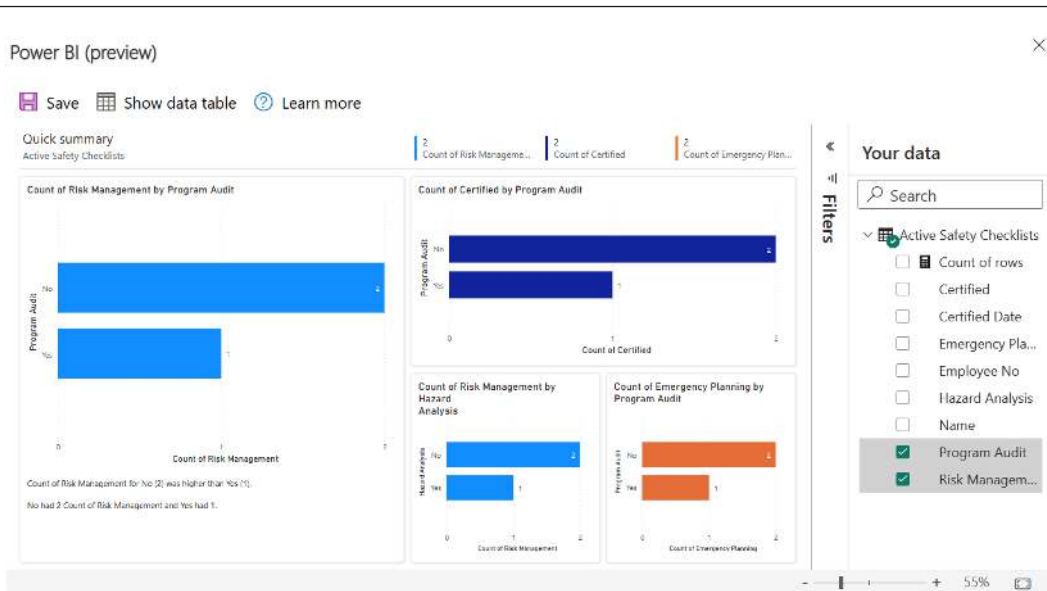 Power BI (preview)
Save Show data table Learn more
Quick summary
Active Safety Checklists
2
Count of Risk Manageme...
2
Count of Certified
2
Count of Emergency Plan...
Count of Risk Management by Program Audit
Program Audit
No
2
Yes
1
0 1 2
Count of Risk Management
Count of Risk Management for No (2) was higher than Yes (1).
No had 2 Count of Risk Management and Yes had 1.
Count of Certified by Program Audit
Program Audit
No
2
Yes
1
0 1 2
Count of Certified
Count of Risk Management by
Hazard
Analysis
Hazard Analysis
No
2
Yes
1
0 1 2
Count of Risk Management
Count of Emergency Planning by
Program Audit
Program Audit
No
2
Yes
1
0 1 2
Count of Emergency Planning
Filters
Your data
Search
Active Safety Checklists
Count of rows
Certified
Certified Date
Emergency Pla...
Employee No
Hazard Analysis
Name
Program Audit
Risk Managem...
- + 55%